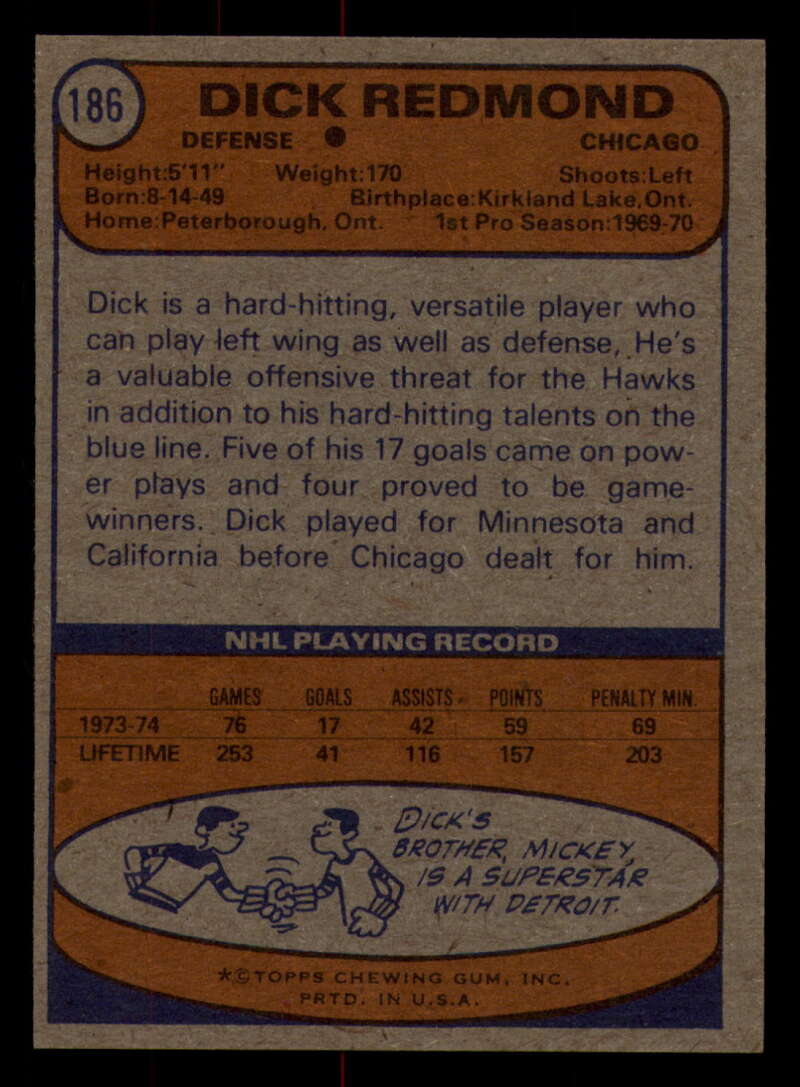 186
DICK REDMOND
DEFENSE ● CHICAGO
Height:5'11" Weight:170 Shoots:Left
Born:8-14-49 Birthplace:Kirkland Lake,Ont.
Home:Peterborough, Ont. 1st Pro Season:1969-70
Dick is a hard-hitting, versatile player who
can play left wing as well as defense, He's
a valuable offensive threat for the Hawks
in addition to his hard-hitting talents on the
blue line. Five of his 17 goals came on pow-
er plays and four proved to be game-
winners. Dick played for Minnesota and
California before Chicago dealt for him.
NHL PLAYING RECORD
GAMES GOALS ASSISTS POINTS PENALTY MIN.
1973-74 76 17 42 59 69
LIFETIME 253 41 116 157 203
DICK'S
BROTHER, MICKEY,
IS A SUPERSTAR
WITH DETROIT.
*©TOPPS CHEWING GUM, INC.
PRTD. IN U.S.A.